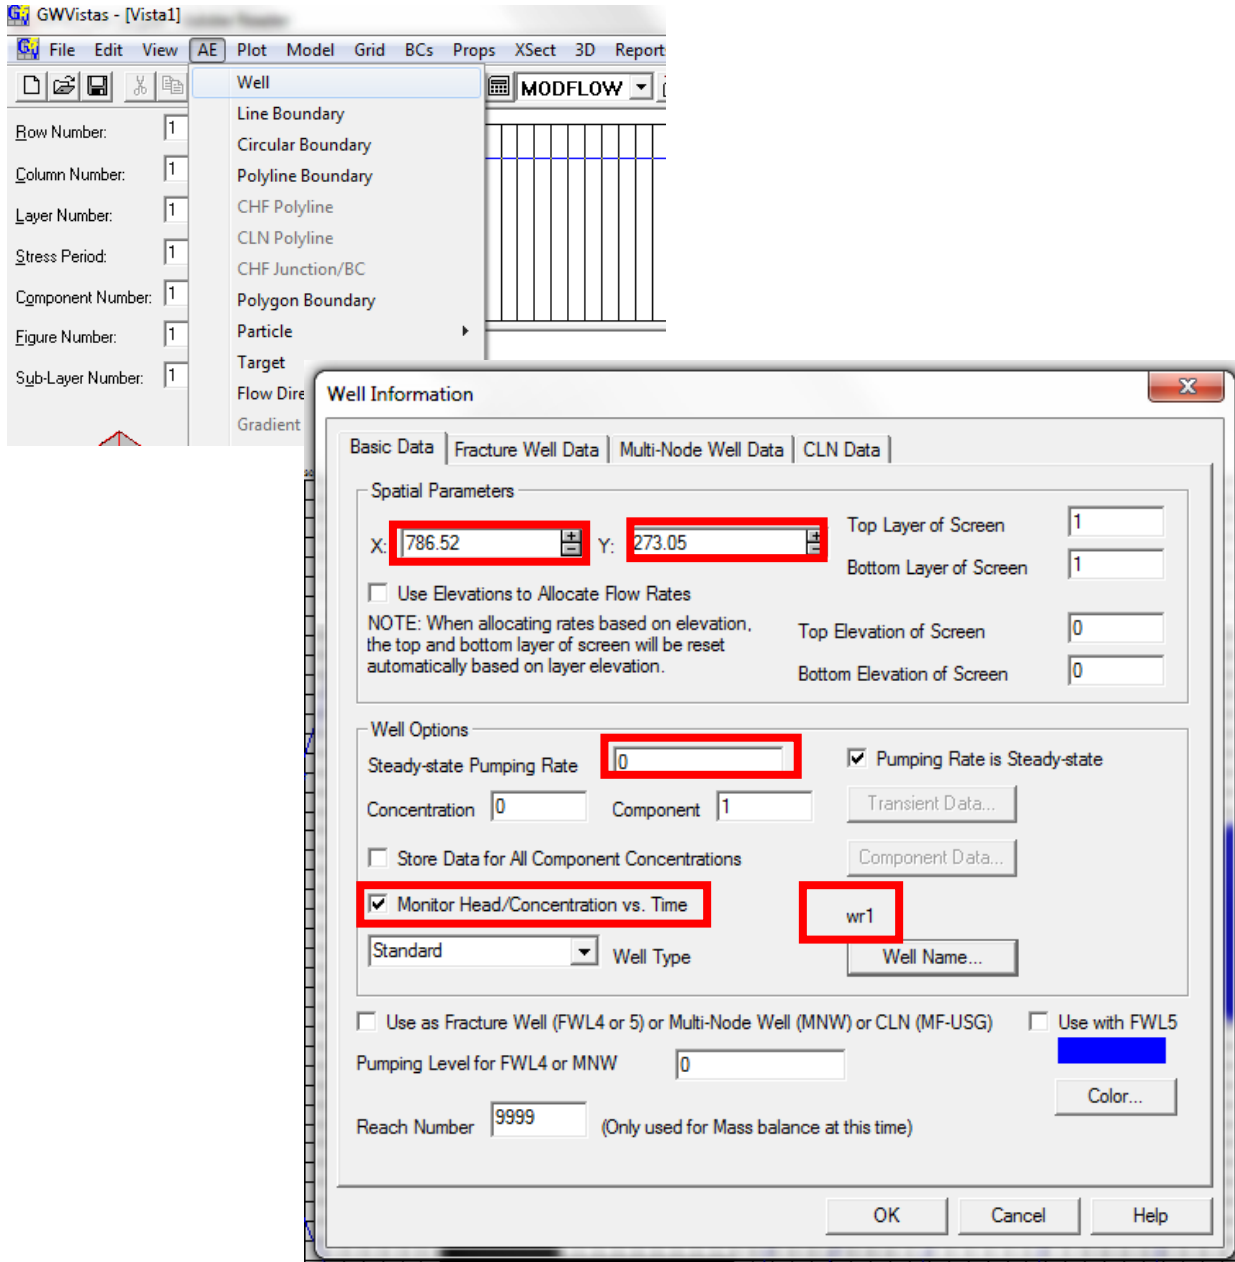 GWVistas - [Vista1]
File Edit View AE Plot Model Grid BCs Props XSect 3D Report
MODFLOW
Row Number: 1
Column Number: 1
Layer Number: 1
Stress Period: 1
Component Number: 1
Figure Number: 1
Sub-Layer Number: 1
Well
Line Boundary
Circular Boundary
Polyline Boundary
CHF Polyline
CLN Polyline
CHF Junction/BC
Polygon Boundary
Particle
Target
Flow Dire
Gradient
Well Information
Basic Data Fracture Well Data Multi-Node Well Data CLN Data
Spatial Parameters
X: 786.52 Y: 273.05
Top Layer of Screen 1
Bottom Layer of Screen 1
Use Elevations to Allocate Flow Rates
NOTE: When allocating rates based on elevation,
the top and bottom layer of screen will be reset
automatically based on layer elevation.
Top Elevation of Screen 0
Bottom Elevation of Screen 0
Well Options
Steady-state Pumping Rate 0
Pumping Rate is Steady-state
Concentration 0 Component 1
Transient Data...
Store Data for All Component Concentrations
Component Data...
Monitor Head/Concentration vs. Time
wr1
Standard Well Type
Well Name...
Use as Fracture Well (FWL4 or 5) or Multi-Node Well (MNW) or CLN (MF-USG)
Use with FWL5
Pumping Level for FWL4 or MNW 0
Color...
Reach Number 9999 (Only used for Mass balance at this time)
OK Cancel Help